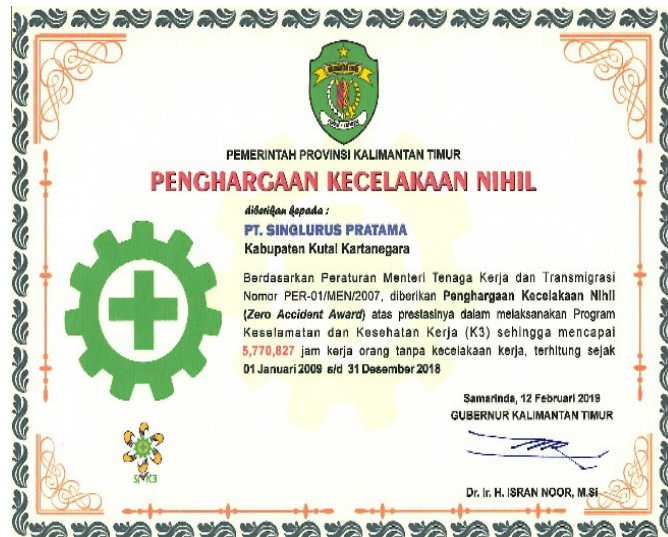 PEMERINTAH PROVINSI KALIMANTAN TIMUR
PENGHARGAAN KECELAKAAN NIHIL
diberikan kepada :
PT. SINGLURUS PRATAMA
Kabupaten Kutai Kartanegara
Berdasarkan Peraturan Menteri Tenaga Kerja dan Transmigrasi
Nomor PER-01/MEN/2007, diberikan Penghargaan Kecelakaan Nihil
(Zero Accident Award) atas prestasinya dalam melaksanakan Program
Keselamatan dan Kesehatan Kerja (K3) sehingga mencapai
5,770,827 jam kerja orang tanpa kecelakaan kerja, terhitung sejak
01 Januari 2009 s/d 31 Desember 2018
Samarinda, 12 Februari 2019
GUBERNUR KALIMANTAN TIMUR
Dr. Ir. H. ISRAN NOOR, M.Si